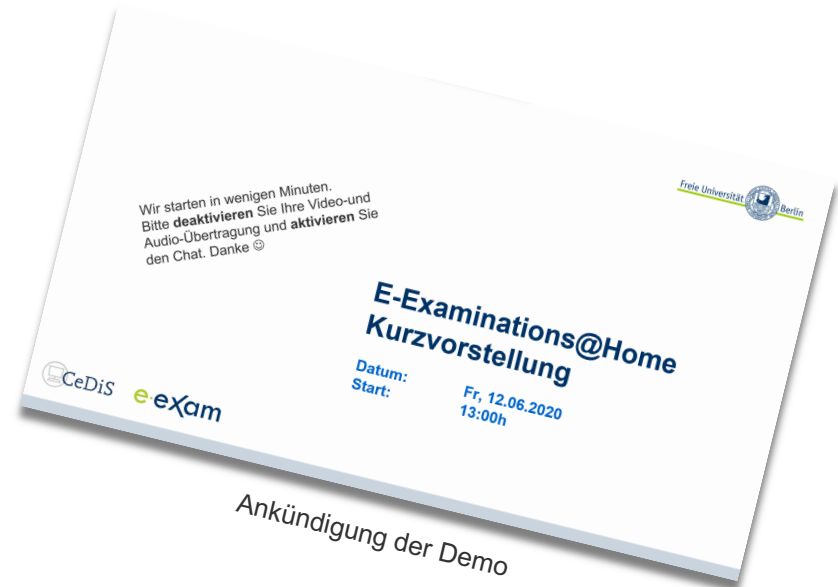 Freie Universität Berlin
Wir starten in wenigen Minuten.
Bitte deaktivieren Sie Ihre Video-und
Audio-Übertragung und aktivieren Sie
den Chat. Danke ☺
E-Examinations@Home
Kurzvorstellung
Datum: Fr, 12.06.2020
Start: 13:00h
CeDiS e-exam
Ankündigung der Demo